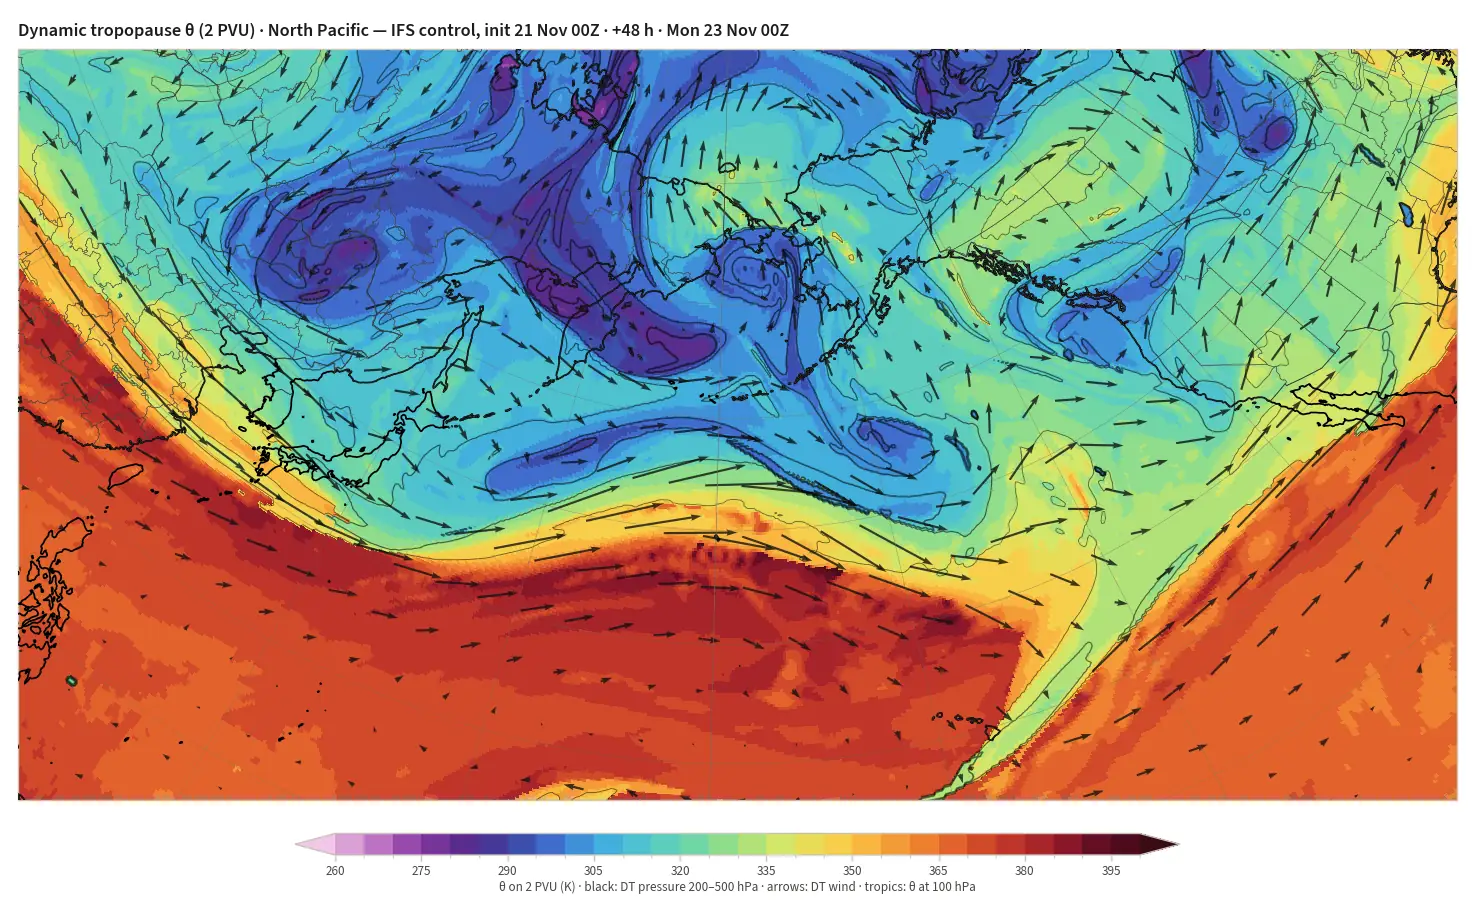 Dynamic tropopause θ (2 PVU) · North Pacific — IFS control, init 21 Nov 00Z · +48 h · Mon 23 Nov 00Z
260 275 290 305 320 335 350 365 380 395
θ on 2 PVU (K) · black: DT pressure 200–500 hPa · arrows: DT wind · tropics: θ at 100 hPa